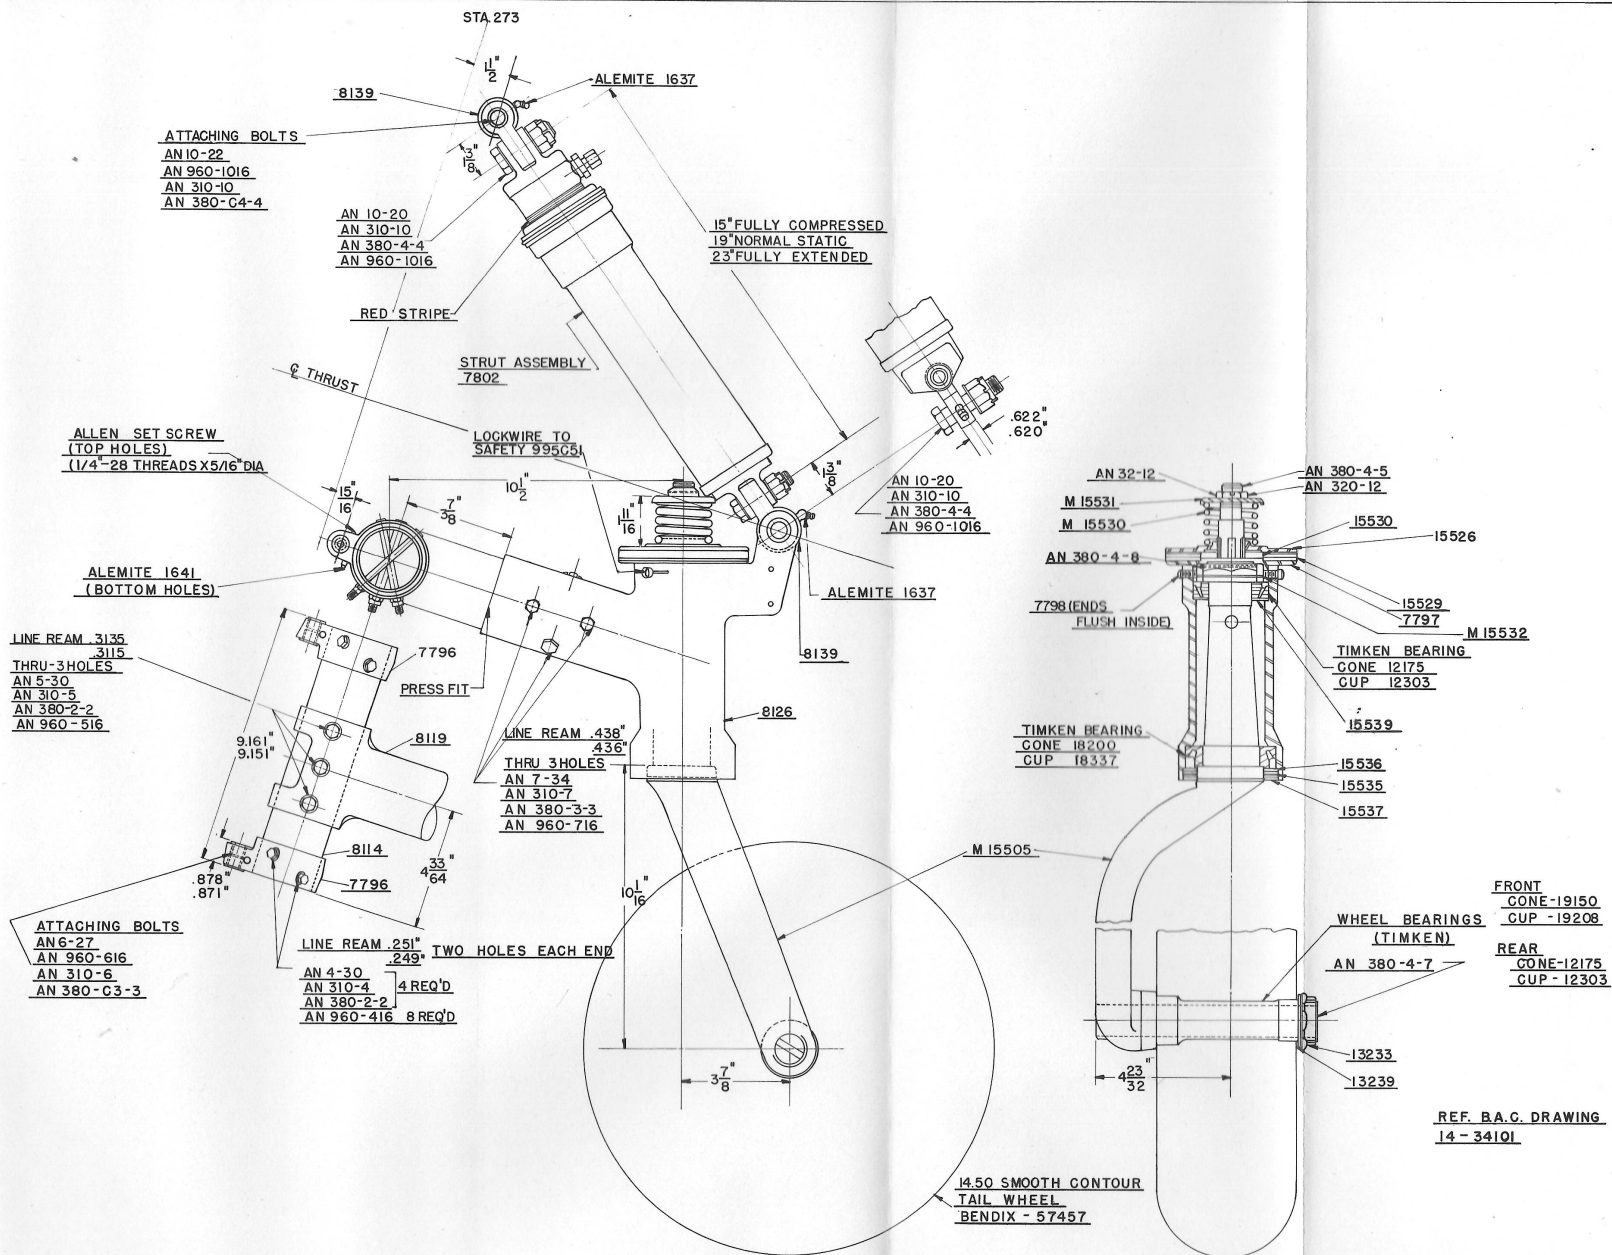 STA. 273
1 1/2"
8139
ALEMITE 1637
ATTACHING BOLTS
AN 10-22
AN 960-1016
AN 310-10
AN 380-C4-4
1 3/8"
AN 10-20
AN 310-10
AN 380-4-4
AN 960-1016
15" FULLY COMPRESSED
19" NORMAL STATIC
23" FULLY EXTENDED
RED STRIPE
STRUT ASSEMBLY
7802
℄ THRUST
ALLEN SET SCREW
(TOP HOLES)
(1/4"-28 THREADS X 5/16" DIA
LOCKWIRE TO
SAFETY 995C51
.622"
.620"
15/16"
10 1/2"
3 7/8"
1 11/16"
1 3/8"
AN 10-20
AN 310-10
AN 380-4-4
AN 960-1016
AN 32-12
AN 380-4-5
AN 320-12
M 15531
M 15530
15530
15526
AN 380-4-8
ALEMITE 1641
(BOTTOM HOLES)
ALEMITE 1637
7798 (ENDS
FLUSH INSIDE)
15529
7797
M 15532
LINE REAM .3135
.3115
THRU-3 HOLES
AN 5-30
AN 310-5
AN 380-2-2
AN 960-516
7796
PRESS FIT
8139
TIMKEN BEARING
CONE 12175
CUP 12303
8126
15539
9.161"
9.151"
8119
LINE REAM .438"
.436"
THRU 3 HOLES
AN 7-34
AN 310-7
AN 380-3-3
AN 960-716
TIMKEN BEARING
CONE 18200
CUP 18337
15536
15535
15537
8114
7796
.878"
.871"
4 33/64"
10 1/16"
M 15505
ATTACHING BOLTS
AN 6-27
AN 960-616
AN 310-6
AN 380-C3-3
LINE REAM .251"
.249"
TWO HOLES EACH END
AN 4-30
AN 310-4
AN 380-2-2
4 REQ'D
AN 960-416 8 REQ'D
FRONT
CONE-19150
CUP - 19208
WHEEL BEARINGS
(TIMKEN)
REAR
CONE-12175
CUP - 12303
AN 380-4-7
3 7/8"
4 23/32"
13233
13239
REF. B.A.C. DRAWING
14-34101
14.50 SMOOTH CONTOUR
TAIL WHEEL
BENDIX - 57457